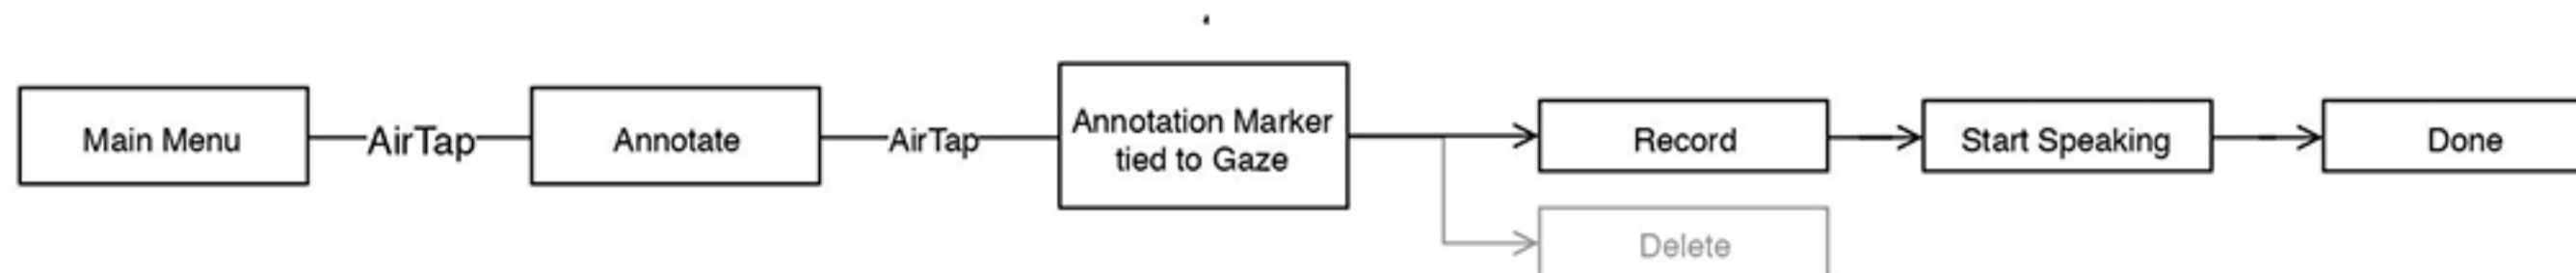 Main Menu
AirTap
Annotate
AirTap
Annotation Marker
tied to Gaze
Record
Start Speaking
Done
Delete